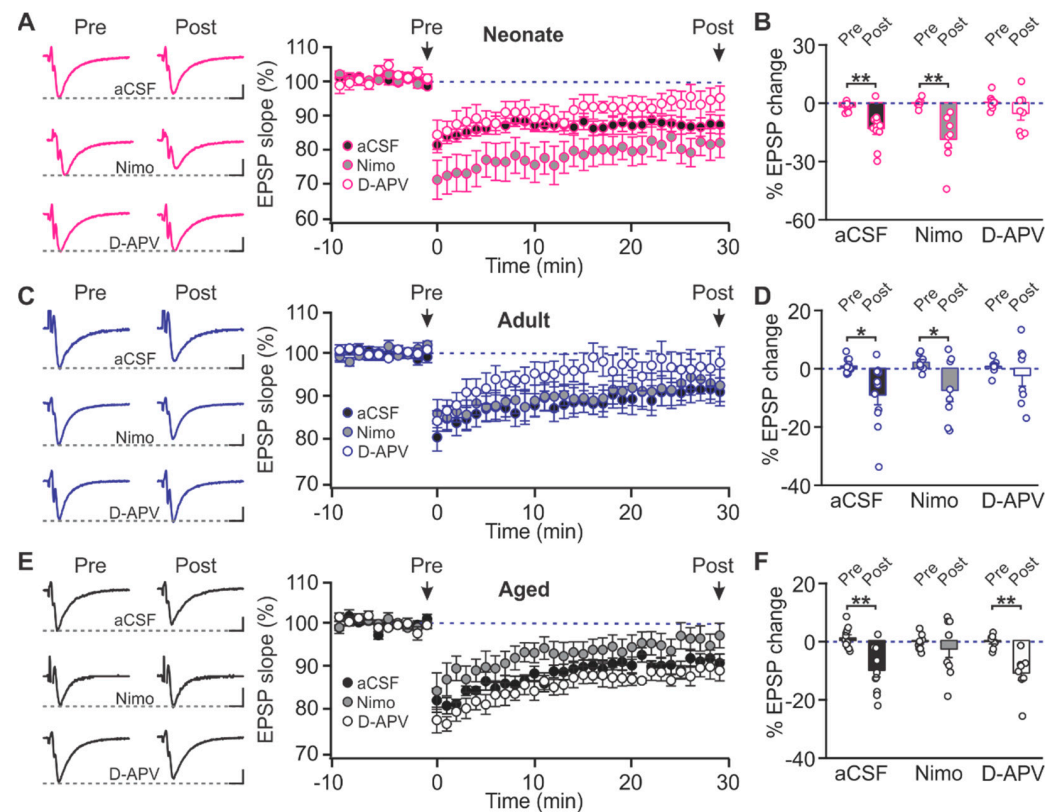 A
Pre
Post
aCSF
Nimo
D-APV
Pre
Neonate
Post
EPSP slope (%)
110
100
90
80
70
60
aCSF
Nimo
D-APV
-10
0
10
20
30
Time (min)
B
Pre
Post
Pre
Post
Pre
Post
% EPSP change
30
0
-30
-60
**
**
aCSF
Nimo
D-APV
C
Pre
Post
aCSF
Nimo
D-APV
Pre
Adult
Post
EPSP slope (%)
110
100
90
80
70
aCSF
Nimo
D-APV
-10
0
10
20
30
Time (min)
D
Pre
Post
Pre
Post
Pre
Post
% EPSP change
20
0
-20
-40
*
*
aCSF
Nimo
D-APV
E
Pre
Post
aCSF
Nimo
D-APV
Pre
Aged
Post
EPSP slope (%)
110
100
90
80
70
aCSF
Nimo
D-APV
-10
0
10
20
30
Time (min)
F
Pre
Post
Pre
Post
Pre
Post
% EPSP change
20
0
-20
-40
**
**
aCSF
Nimo
D-APV